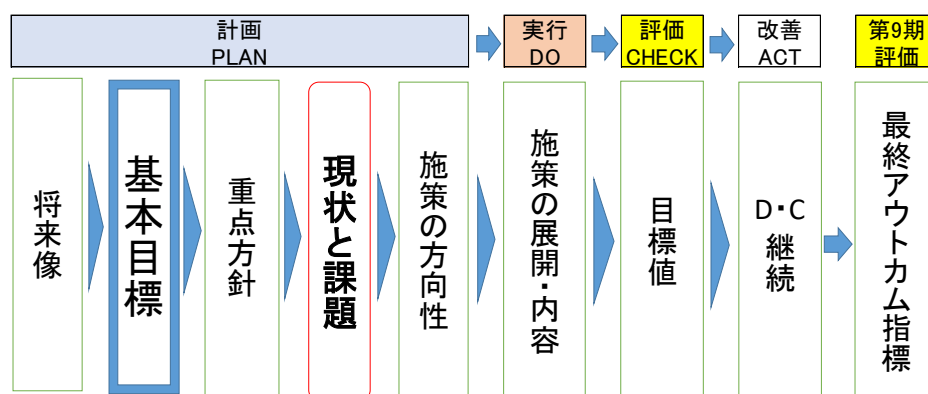 計画
PLAN
実行
DO
評価
CHECK
改善
ACT
第9期
評価
将来像
基本目標
重点方針
現状と課題
施策の方向性
施策の展開・内容
目標値
D・C
継続
最終アウトカム指標